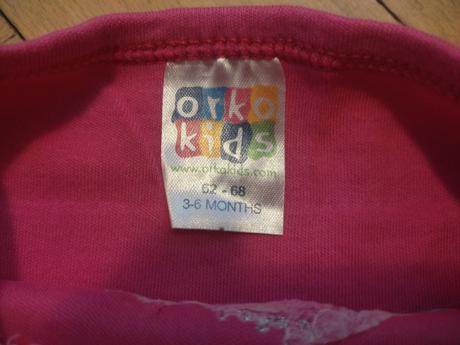 orko
kids
www.orkokids.com
62 - 68
3-6 MONTHS